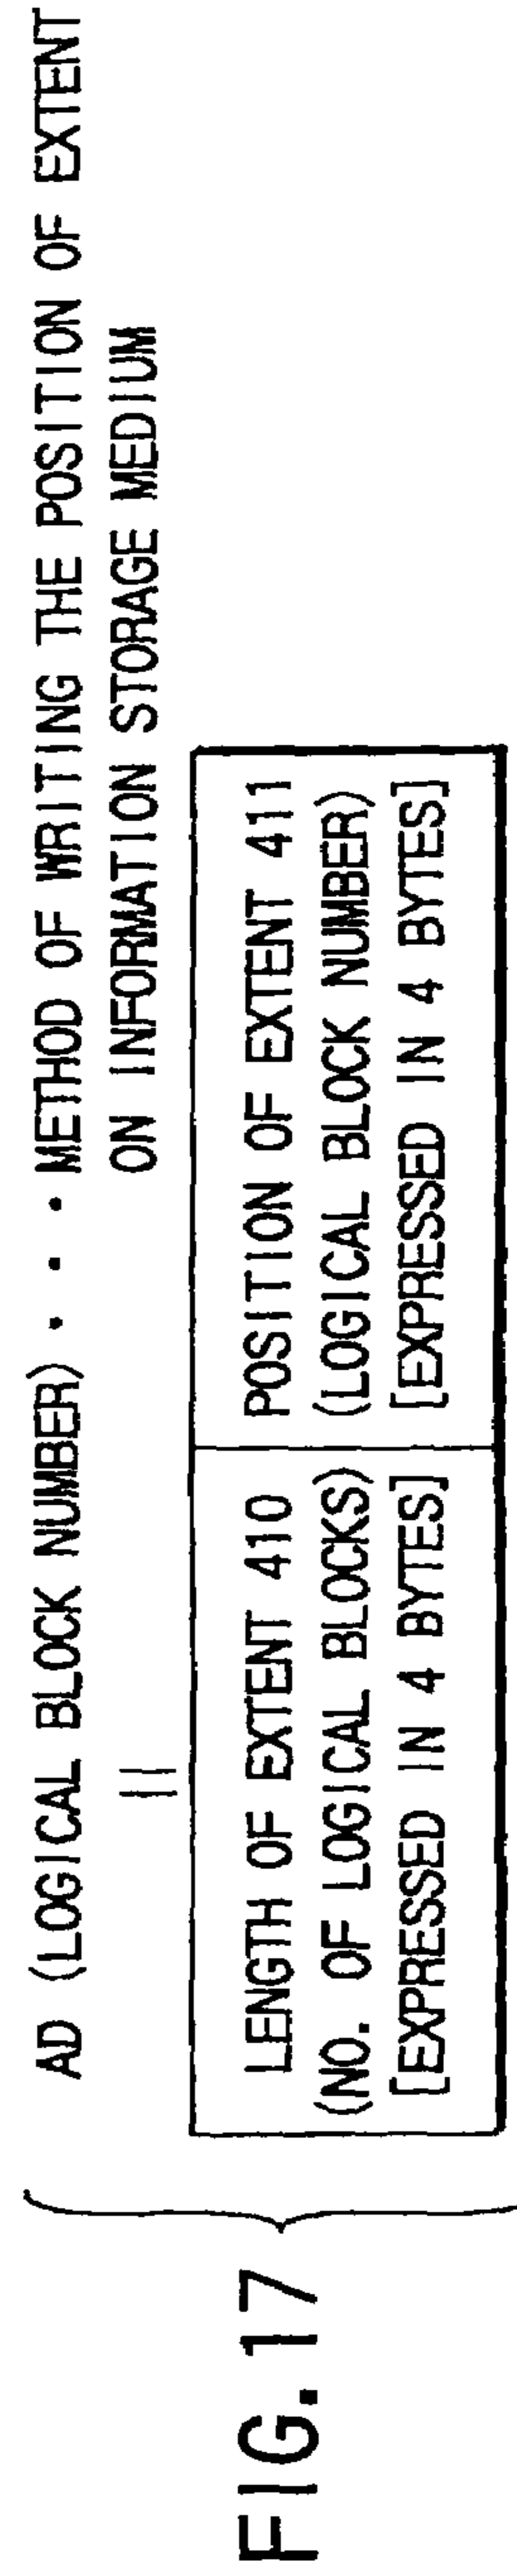 AD (LOGICAL BLOCK NUMBER) • • • METHOD OF WRITING THE POSITION OF EXTENT
ON INFORMATION STORAGE MEDIUM
||
LENGTH OF EXTENT 410
(NO. OF LOGICAL BLOCKS)
[EXPRESSED IN 4 BYTES]
POSITION OF EXTENT 411
(LOGICAL BLOCK NUMBER)
[EXPRESSED IN 4 BYTES]
FIG. 17